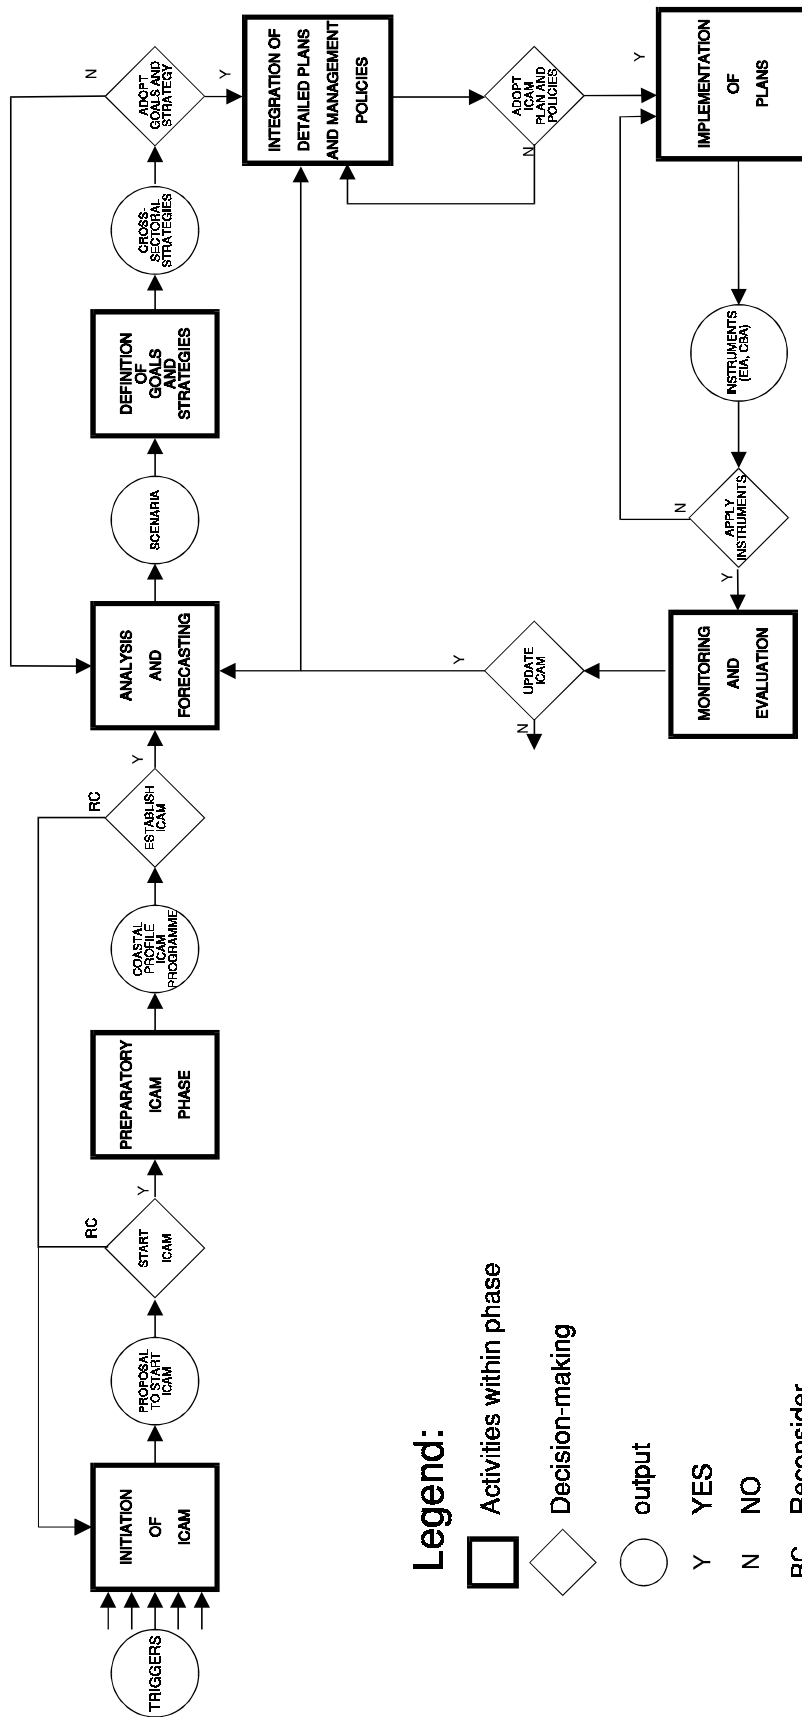 TRIGGERS
INITIATION
OF
ICAM
PROPOSAL
TO START
ICAM
START
ICAM
RC
Y
PREPARATORY
ICAM
PHASE
COASTAL
PROFILE
ICAM
PROGRAMME
ESTABLISH
ICAM
RC
Y
ANALYSIS
AND
FORECASTING
SCENARIA
DEFINITION
OF
GOALS
AND
STRATEGIES
CROSS-
SECTORAL
STRATEGIES
ADOPT
GOALS AND
STRATEGY
N
Y
INTEGRATION OF
DETAILED PLANS
AND MANAGEMENT
POLICIES
ADOPT
ICAM
PLAN AND
POLICIES
N
Y
IMPLEMENTATION
OF
PLANS
INSTRUMENTS
(EIA, CBA)
APPLY
INSTRUMENTS
N
Y
MONITORING
AND
EVALUATION
UPDATE
ICAM
Y
N
Legend:
Activities within phase
Decision-making
output
Y YES
N NO
RC Reconsider